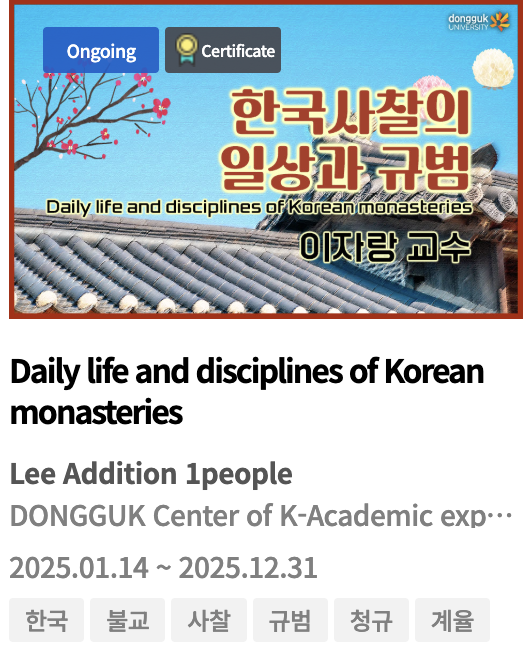 dongguk
UNIVERSITY
Ongoing
Certificate
한국사찰의
일상과 규범
Daily life and disciplines of Korean monasteries
이자랑 교수
Daily life and disciplines of Korean
monasteries
Lee Addition 1people
DONGGUK Center of K-Academic exp···
2025.01.14 ~ 2025.12.31
한국 불교 사찰 규범 청규 계율